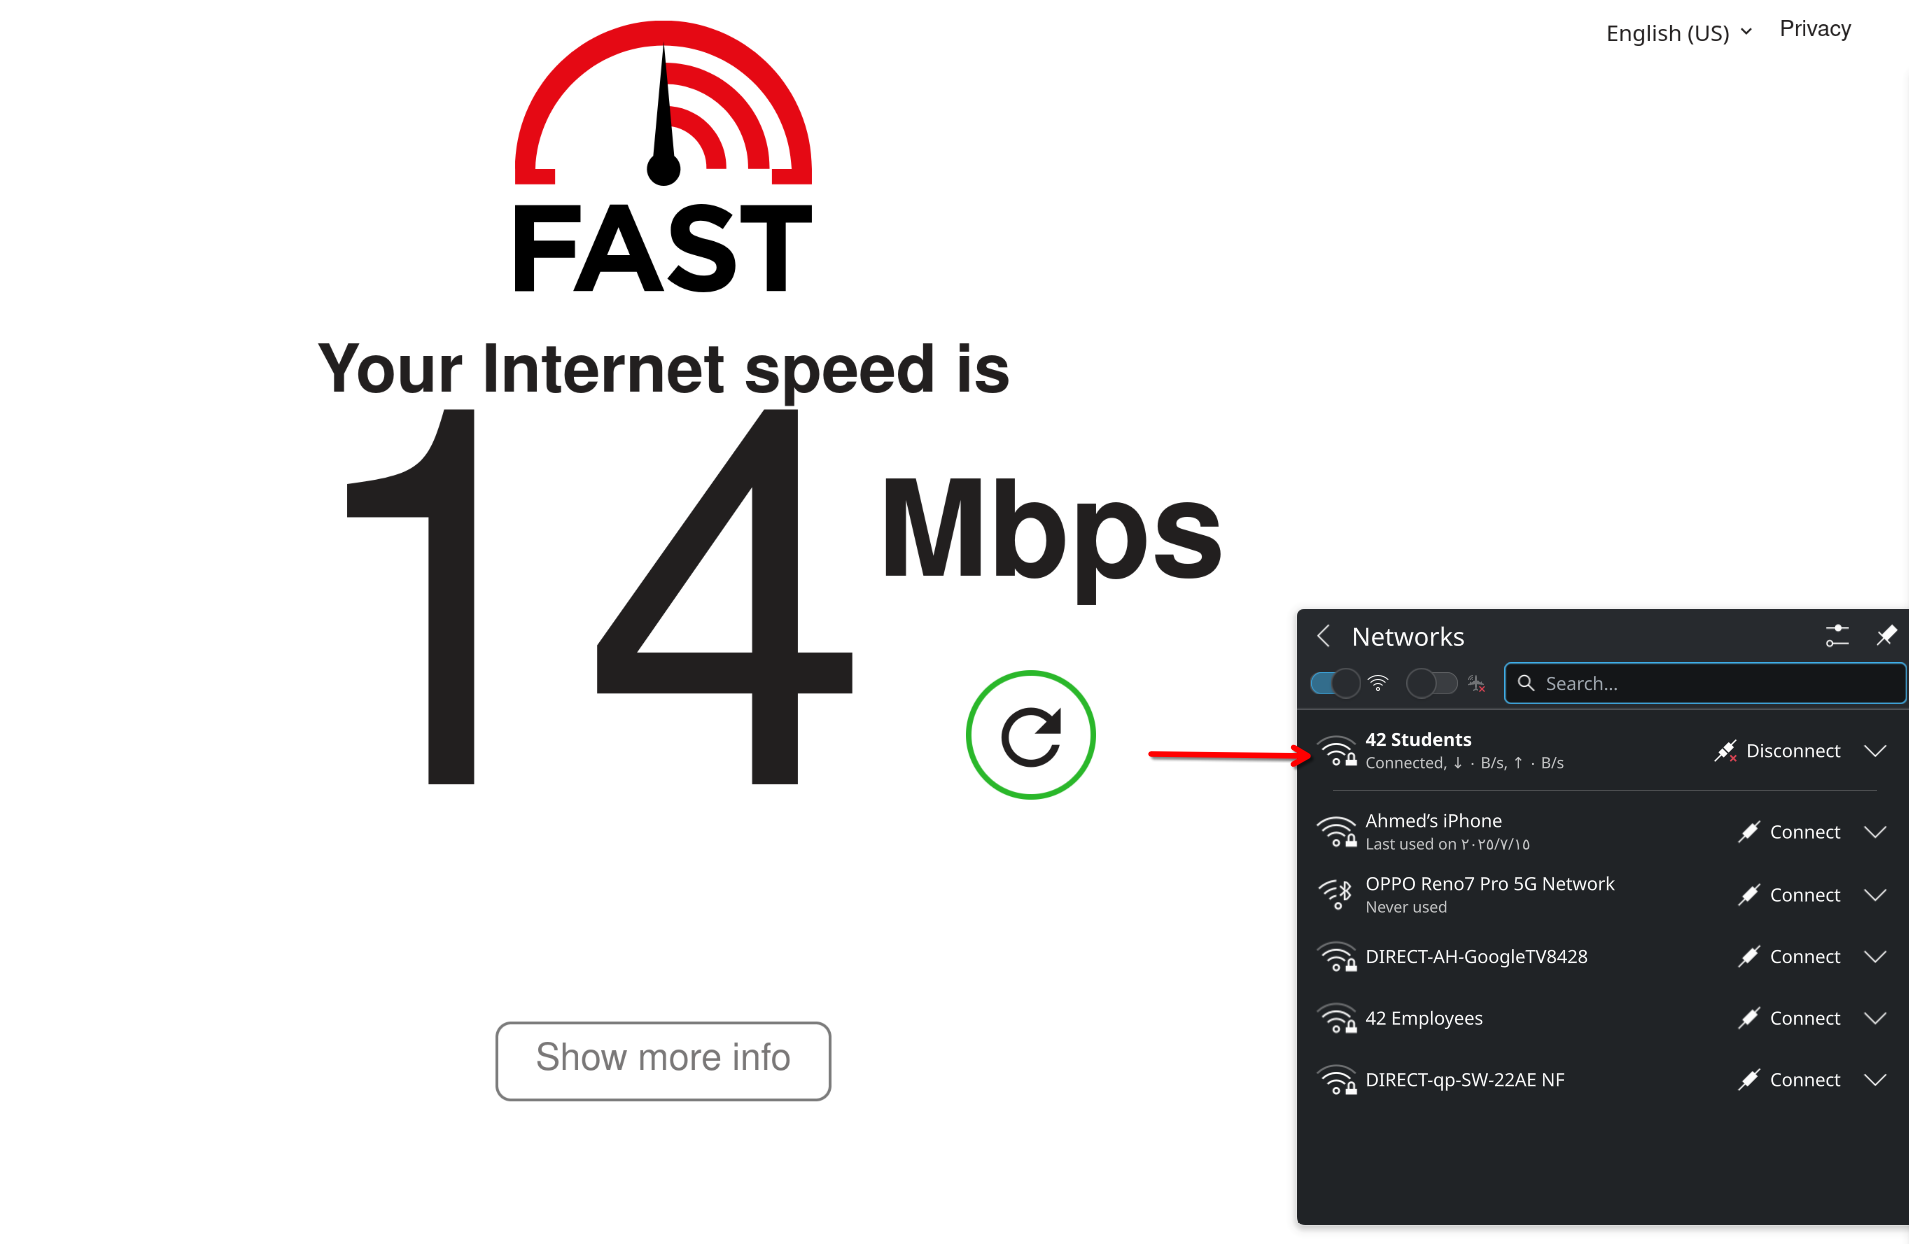 English (US)
Privacy
FAST
Your Internet speed is
14 Mbps
Show more info
Networks
Search...
42 Students
Connected, ↓ · B/s, ↑ · B/s
Disconnect
Ahmed's iPhone
Last used on ٢٠٢٥/٧/١٥
Connect
OPPO Reno7 Pro 5G Network
Never used
Connect
DIRECT-AH-GoogleTV8428
Connect
42 Employees
Connect
DIRECT-qp-SW-22AE NF
Connect